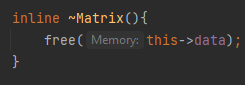 inline ~Matrix(){
free( Memory: this->data);
}